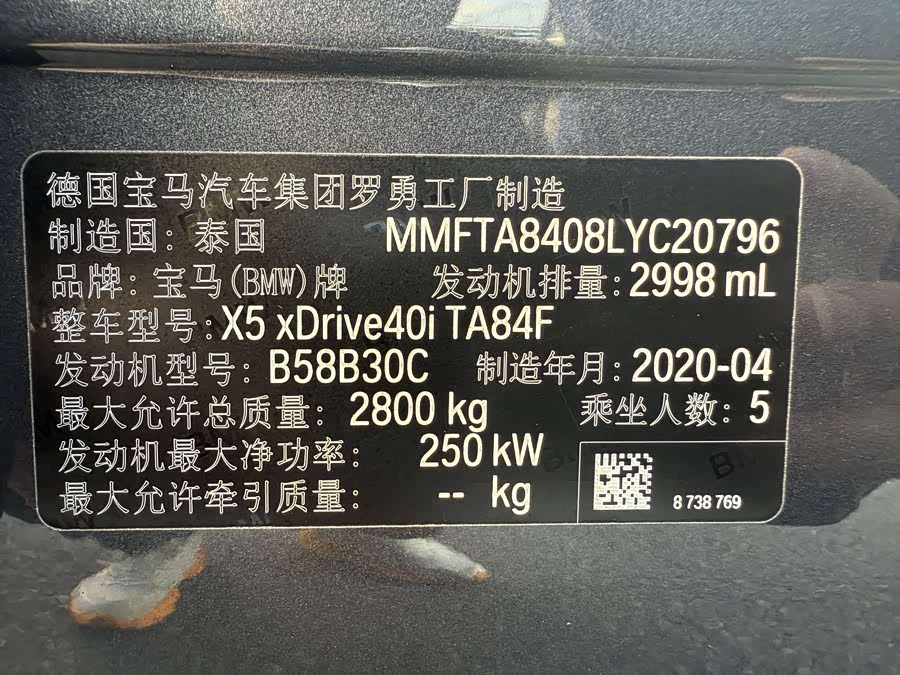 德国宝马汽车集团罗勇工厂制造
制造国：泰国 MMFTA8408LYC20796
品牌：宝马(BMW)牌 发动机排量：2998 mL
整车型号：X5 xDrive40i TA84F
发动机型号：B58B30C 制造年月：2020-04
最大允许总质量：2800 kg 乘坐人数：5
发动机最大净功率：250 kW
最大允许牵引质量：-- kg
8 738 769